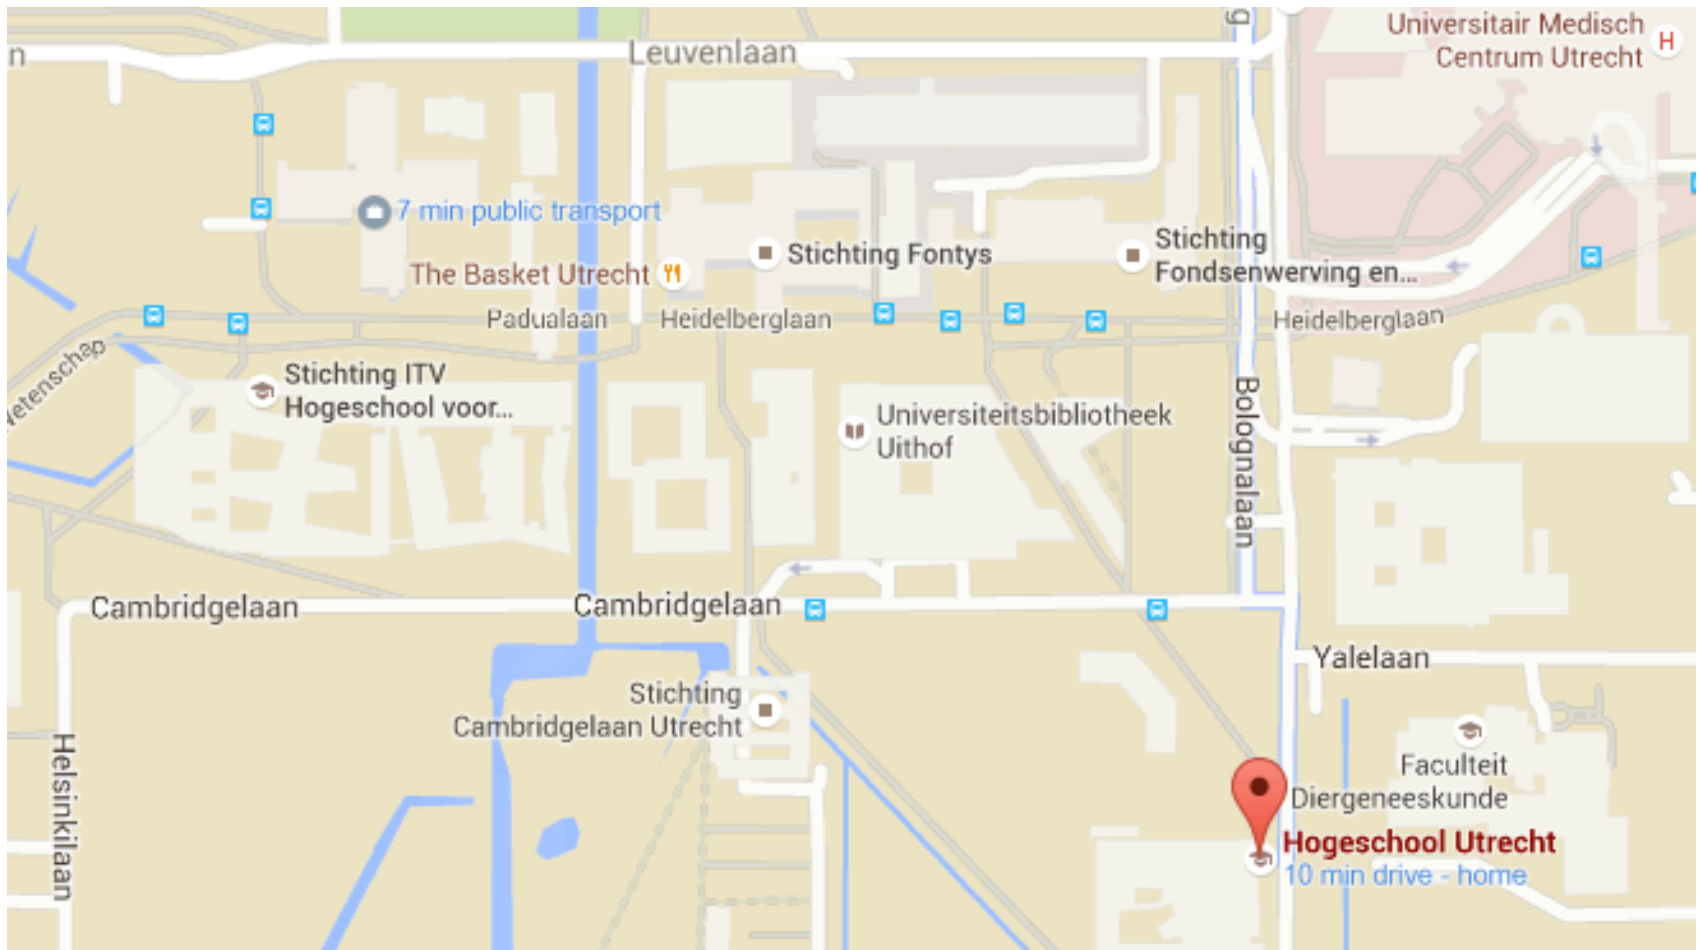 n
Leuvenlaan
g
Universitair Medisch
Centrum Utrecht
H
7 min public transport
The Basket Utrecht
Stichting Fontys
Stichting
Fondsenwerving en...
Padualaan
Heidelberglaan
Heidelberglaan
Wetenschap
Stichting ITV
Hogeschool voor...
Universiteitsbibliotheek
Uithof
Bolognalaan
Cambridgelaan
Cambridgelaan
Yalelaan
Stichting
Cambridgelaan Utrecht
Helsinkilaan
Faculteit
Diergeneeskunde
Hogeschool Utrecht
10 min drive - home